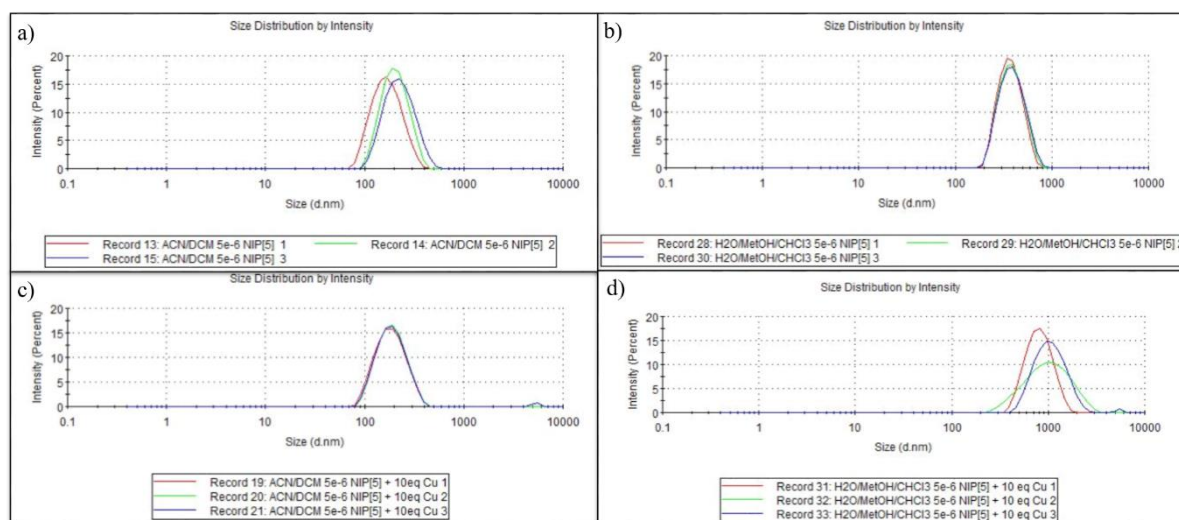 a)
Size Distribution by Intensity
Intensity (Percent)
20
15
10
5
0
0.1 1 10 100 1000 10000
Size (d.nm)
Record 13: ACN/DCM 5e-6 NIP[5] 1 Record 14: ACN/DCM 5e-6 NIP[5] 2
Record 15: ACN/DCM 5e-6 NIP[5] 3
b)
Size Distribution by Intensity
Intensity (Percent)
20
15
10
5
0
0.1 1 10 100 1000 10000
Size (d.nm)
Record 28: H2O/MetOH/CHCl3 5e-6 NIP[5] 1 Record 29: H2O/MetOH/CHCl3 5e-6 NIP[5]
Record 30: H2O/MetOH/CHCl3 5e-6 NIP[5] 3
c)
Size Distribution by Intensity
Intensity (Percent)
20
15
10
5
0
0.1 1 10 100 1000 10000
Size (d.nm)
Record 19: ACN/DCM 5e-6 NIP[5] + 10eq Cu 1
Record 20: ACN/DCM 5e-6 NIP[5] + 10eq Cu 2
Record 21: ACN/DCM 5e-6 NIP[5] + 10eq Cu 3
d)
Size Distribution by Intensity
Intensity (Percent)
20
15
10
5
0
0.1 1 10 100 1000 10000
Size (d.nm)
Record 31: H2O/MetOH/CHCl3 5e-6 NIP[5] + 10 eq Cu 1
Record 32: H2O/MetOH/CHCl3 5e-6 NIP[5] + 10 eq Cu 2
Record 33: H2O/MetOH/CHCl3 5e-6 NIP[5] + 10 eq Cu 3